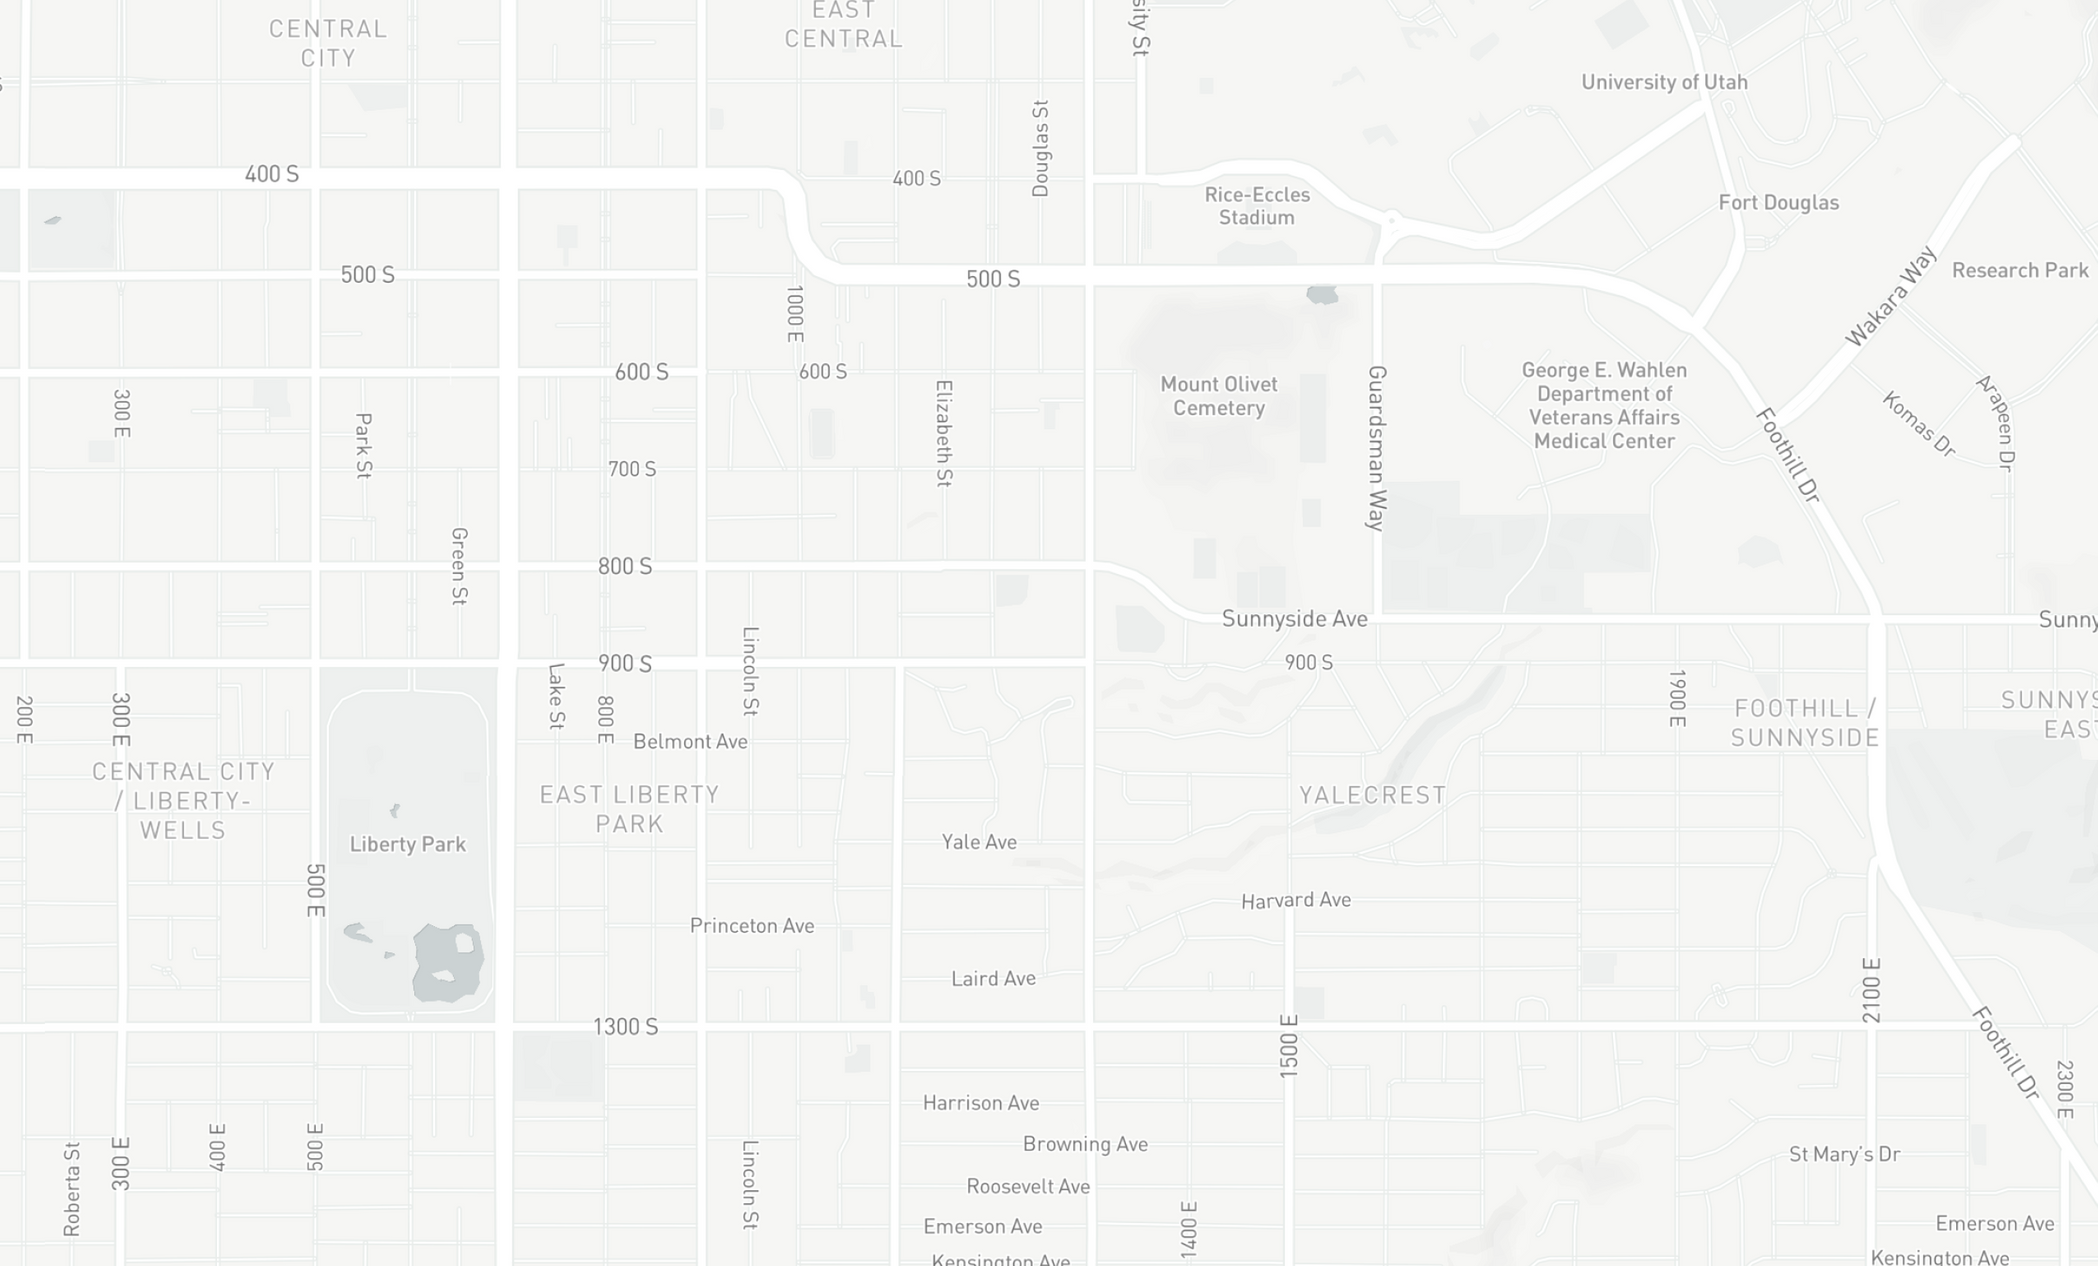 CENTRAL
CITY
EAST
CENTRAL
sity St
University of Utah
Douglas St
400 S
400 S
Rice-Eccles
Stadium
Fort Douglas
Wakara Way
Research Park
500 S
500 S
1000 E
600 S
600 S
300 E
Park St
Elizabeth St
Mount Olivet
Cemetery
Guardsman Way
George E. Wahlen
Department of
Veterans Affairs
Medical Center
Foothill Dr
Komas Dr
Arapeen Dr
700 S
Green St
800 S
Sunnyside Ave
Sunny
900 S
900 S
Lincoln St
Lake St
800 E
200 E
300 E
1900 E
FOOTHILL /
SUNNYSIDE
SUNNYS
EAS
Belmont Ave
CENTRAL CITY
/ LIBERTY-
WELLS
EAST LIBERTY
PARK
YALECREST
Liberty Park
Yale Ave
500 E
Harvard Ave
Princeton Ave
Laird Ave
2100 E
1300 S
1500 E
Foothill Dr
2300 E
Harrison Ave
Browning Ave
Roberta St
300 E
400 E
500 E
Lincoln St
St Mary's Dr
Roosevelt Ave
Emerson Ave
1400 E
Emerson Ave
Kensington Ave
Kensington Ave